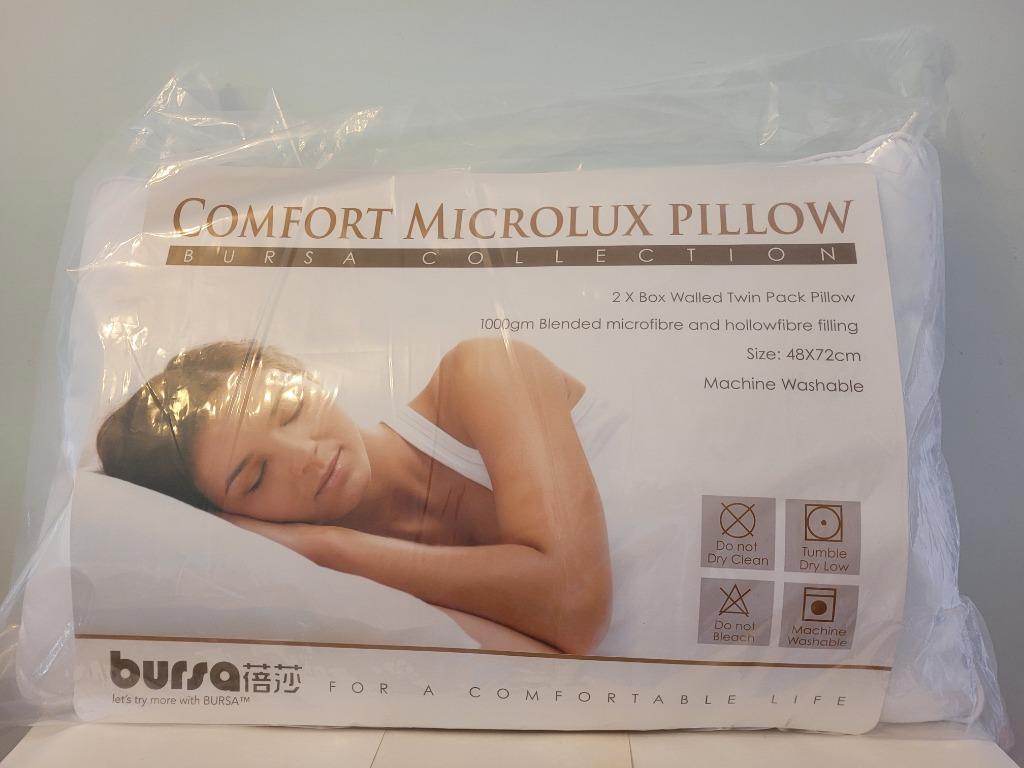 COMFORT MICROLUX PILLOW
BURSA COLLECTION
2 X Box Walled Twin Pack Pillow
1000gm Blended microfibre and hollowfibre filling
Size: 48X72cm
Machine Washable
Do not
Dry Clean
Tumble
Dry Low
Do not
Bleach
Machine
Washable
bursa蓓莎
let's try more with BURSA™
FOR A COMFORTABLE LIFE